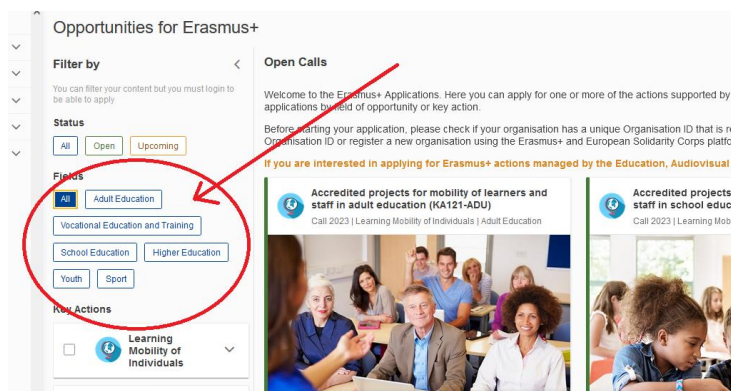 Opportunities for Erasmus+
Filter by
You can filter your content but you must login to
be able to apply
Status
All Open Upcoming
Fields
All Adult Education
Vocational Education and Training
School Education Higher Education
Youth Sport
Key Actions
Learning
Mobility of
Individuals
Open Calls
Welcome to the Erasmus+ Applications. Here you can apply for one or more of the actions supported by
applications by field of opportunity or key action.
Before starting your application, please check if your organisation has a unique Organisation ID that is
Organisation ID or register a new organisation using the Erasmus+ and European Solidarity Corps
If you are interested in applying for Erasmus+ actions managed by the Education, Audiovisual
Accredited projects for mobility of learners and
staff in adult education (KA121-ADU)
Call 2023 | Learning Mobility of Individuals | Adult Education
Accredited projects
staff in school
Call 2023 | Learning